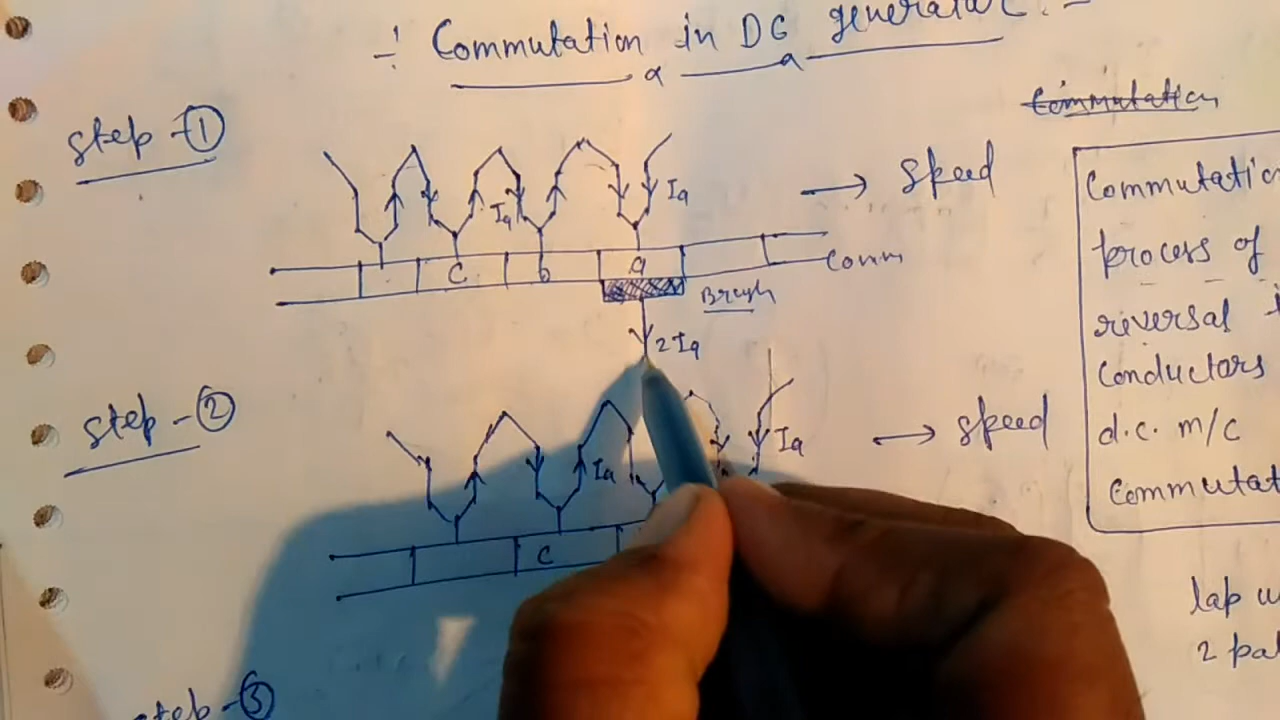 -: Commutation in DC generator :-
Commutation
step-①
Ia
Ia
→ speed
c
b
a
Comm
Brush
2Ia
Commutation
process of
reversal
conductors
d.c. m/c
Commutat
step-②
Ia
Ia
→ speed
c
lap w
2 pa
step-③